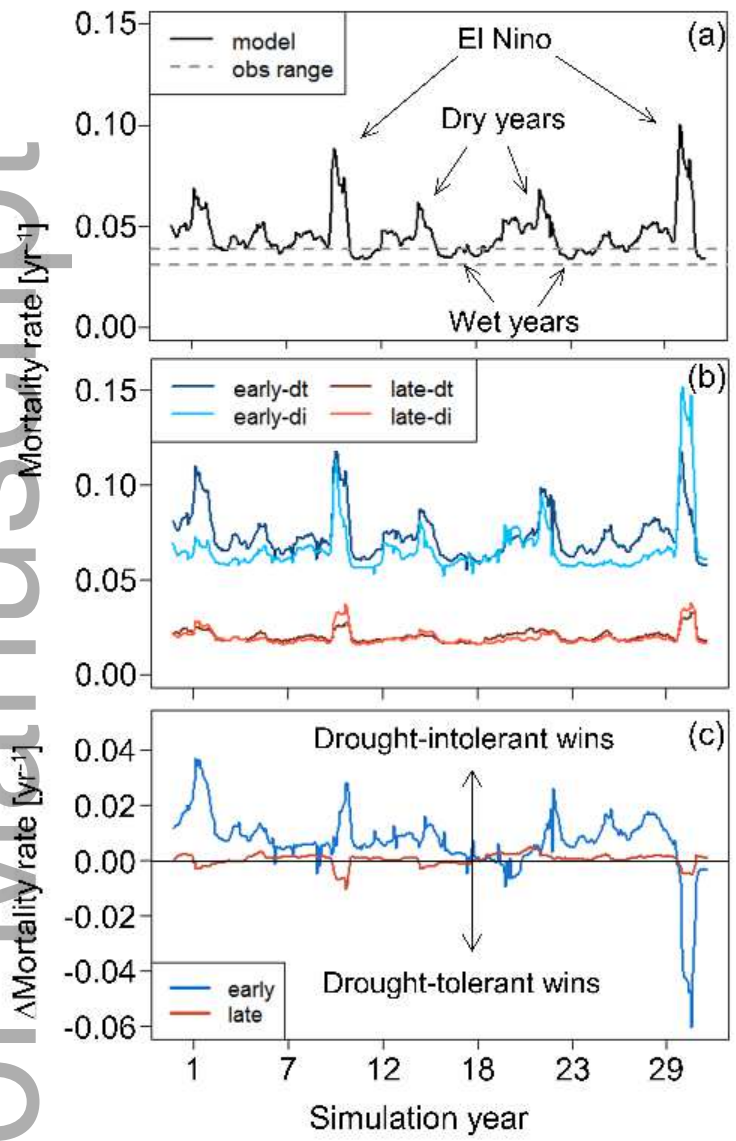 or Manuscript
Mortality rate [yr⁻¹]
0.15
0.10
0.05
0.00
model
obs range
El Nino
(a)
Dry years
Wet years
0.15
0.10
0.05
0.00
early-dt late-dt
early-di late-di
(b)
ΔMortality rate [yr⁻¹]
0.04
0.02
0.00
-0.02
-0.04
-0.06
Drought-intolerant wins
(c)
Drought-tolerant wins
early
late
1 7 12 18 23 29
Simulation year